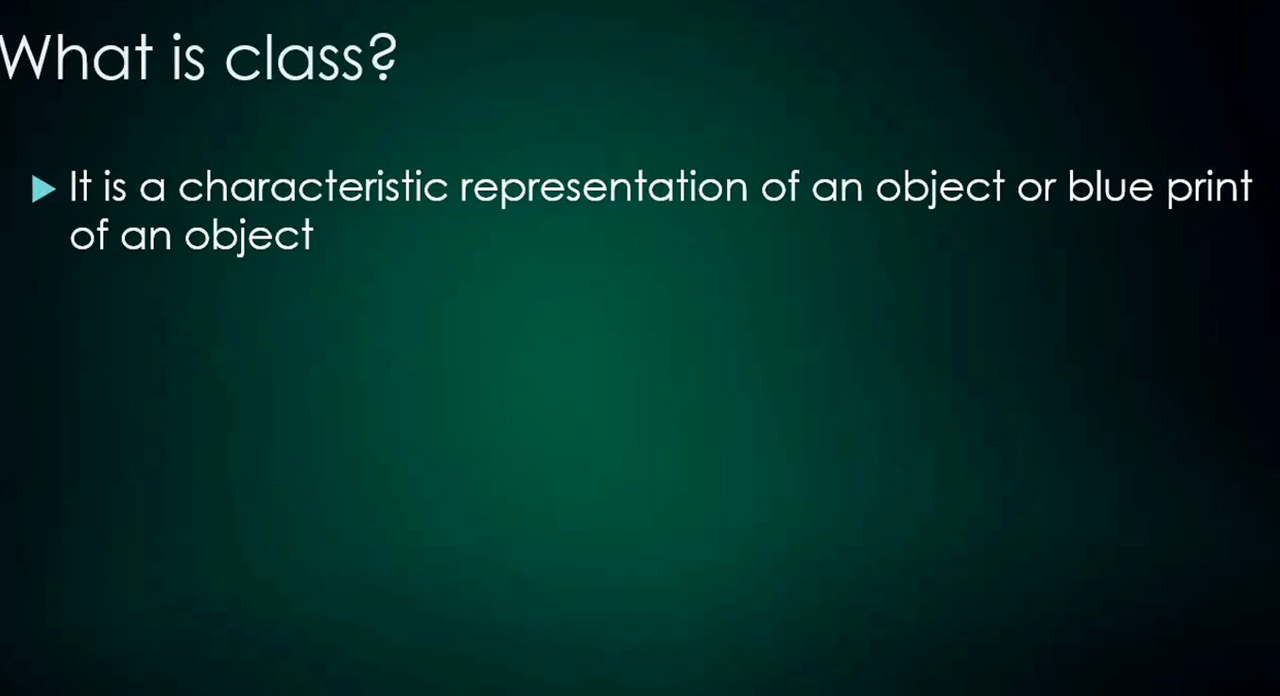 What is class?
It is a characteristic representation of an object or blue print
of an object